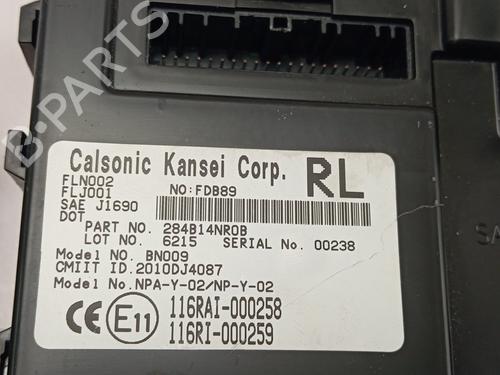 B-PARTS
Calsonic Kansei Corp. RL
FLN002
FLJ001 NO:FDB89
SAE J1690
DOT
PART NO. 284B14NR0B
LOT NO. 6215 SERIAL No. 00238
Model NO. BN009
CMIIT ID.2010DJ4087
Model No.NPA-Y-02/NP-Y-02
CE E11 116RAI-000258
116RI-000259
SA